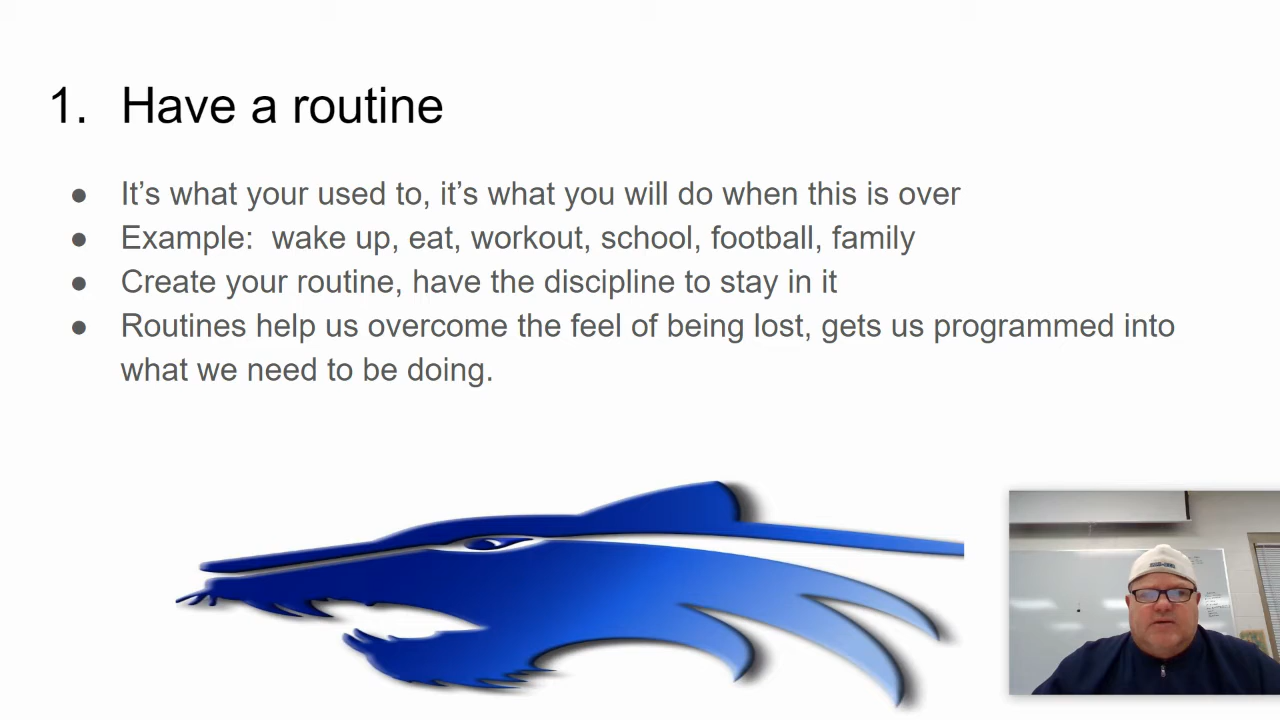 1. Have a routine
● It’s what your used to, it’s what you will do when this is over
● Example:  wake up, eat, workout, school, football, family
● Create your routine, have the discipline to stay in it
● Routines help us overcome the feel of being lost, gets us programmed into
what we need to be doing.